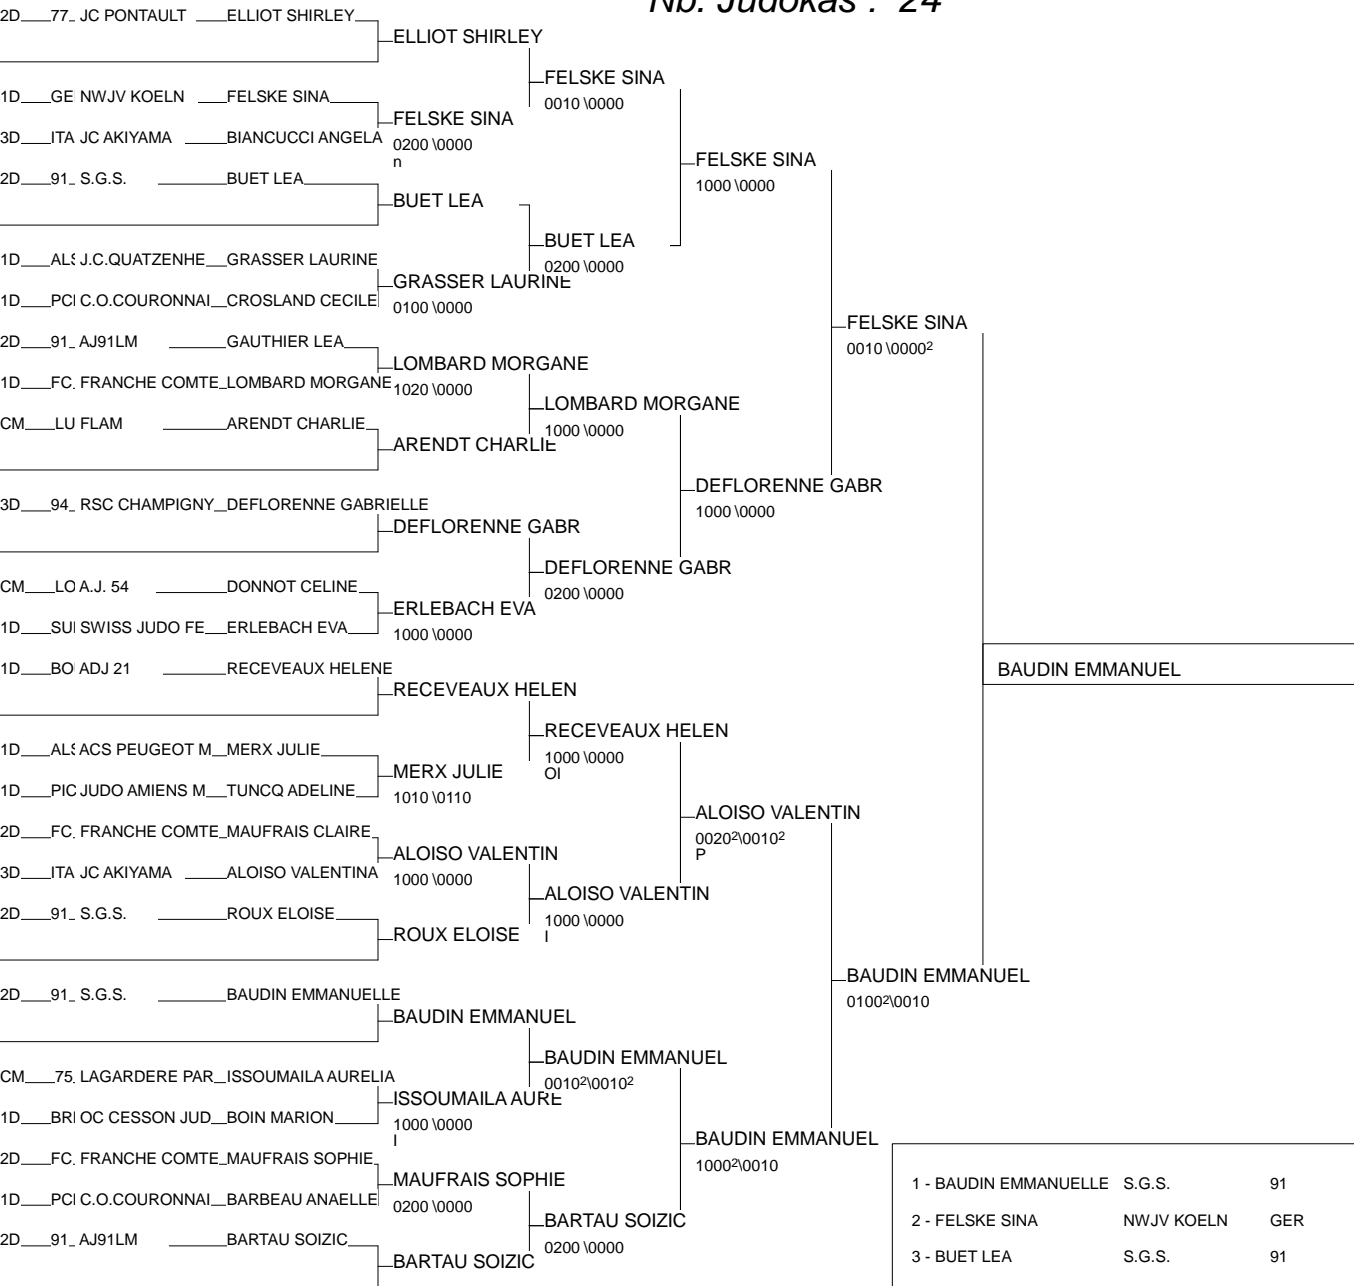 Nb. Judokas : 24
2D 77 JC PONTAULT ELLIOT SHIRLEY
ELLIOT SHIRLEY
FELSKE SINA
0010 \0000
1D GE NWJV KOELN FELSKE SINA
FELSKE SINA
0200 \0000
n
3D ITA JC AKIYAMA BIANCUCCI ANGELA
FELSKE SINA
1000 \0000
2D 91 S.G.S. BUET LEA
BUET LEA
BUET LEA
0200 \0000
1D ALS J.C.QUATZENHE GRASSER LAURINE
GRASSER LAURINE
0100 \0000
1D PCI C.O.COURONNAI CROSLAND CECILE
FELSKE SINA
0010 \0000²
2D 91 AJ91LM GAUTHIER LEA
LOMBARD MORGANE
1020 \0000
1D FC FRANCHE COMTE LOMBARD MORGANE
LOMBARD MORGANE
1000 \0000
CM LU FLAM ARENDT CHARLIE
ARENDT CHARLIE
DEFLORENNE GABR
1000 \0000
3D 94 RSC CHAMPIGNY DEFLORENNE GABRIELLE
DEFLORENNE GABR
DEFLORENNE GABR
0200 \0000
CM LO A.J. 54 DONNOT CELINE
ERLEBACH EVA
1000 \0000
1D SUI SWISS JUDO FE ERLEBACH EVA
BAUDIN EMMANUEL
1D BO ADJ 21 RECEVEAUX HELENE
RECEVEAUX HELEN
RECEVEAUX HELEN
1000 \0000
OI
1D ALS ACS PEUGEOT M MERX JULIE
MERX JULIE
1010 \0110
1D PIC JUDO AMIENS M TUNCQ ADELINE
ALOISO VALENTIN
0020²\0010²
P
2D FC FRANCHE COMTE MAUFRAIS CLAIRE
ALOISO VALENTIN
1000 \0000
3D ITA JC AKIYAMA ALOISO VALENTINA
ALOISO VALENTIN
1000 \0000
I
2D 91 S.G.S. ROUX ELOISE
ROUX ELOISE
BAUDIN EMMANUEL
0100²\0010
2D 91 S.G.S. BAUDIN EMMANUELLE
BAUDIN EMMANUEL
BAUDIN EMMANUEL
0010²\0010²
CM 75 LAGARDERE PAR ISSOUMAILA AURELIA
ISSOUMAILA AURE
1000 \0000
I
1D BRI OC CESSON JUD BOIN MARION
BAUDIN EMMANUEL
1000²\0010
2D FC FRANCHE COMTE MAUFRAIS SOPHIE
MAUFRAIS SOPHIE
0200 \0000
1D PCI C.O.COURONNAI BARBEAU ANAELLE
BARTAU SOIZIC
0200 \0000
2D 91 AJ91LM BARTAU SOIZIC
BARTAU SOIZIC
1 - BAUDIN EMMANUELLE S.G.S. 91
2 - FELSKE SINA NWJV KOELN GER
3 - BUET LEA S.G.S. 91